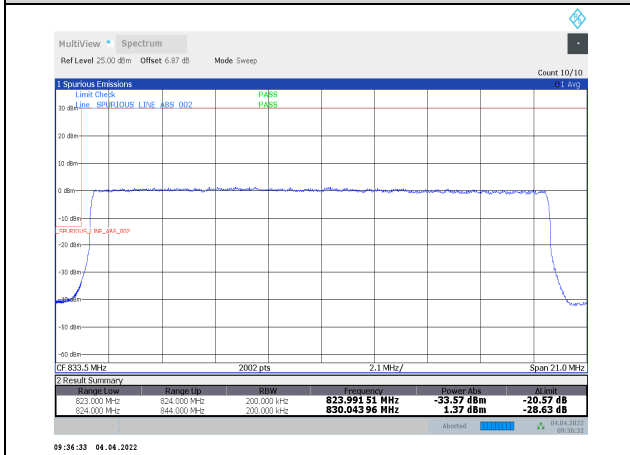 MultiView Spectrum
Ref Level 25.00 dBm Offset 6.87 dB Mode Sweep
Count 10/10
1 Spurious Emissions 1 Avg
Limit Check PASS
Line SPURIOUS LINE ABS 002 PASS
30 dBm
20 dBm
10 dBm
0 dBm
-10 dBm
SPURIOUS_LINE_ABS_002
-20 dBm
-30 dBm
-40 dBm
-50 dBm
-60 dBm
CF 833.5 MHz 2002 pts 2.1 MHz/ Span 21.0 MHz
2 Result Summary
Range Low Range Up RBW Frequency Power Abs ΔLimit
823.000 MHz 824.000 MHz 200.000 kHz 823.991 51 MHz -33.57 dBm -20.57 dB
824.000 MHz 844.000 MHz 200.000 kHz 830.043 96 MHz 1.37 dBm -28.63 dB
Aborted 04.04.2022
09:36:32
09:36:33 04.04.2022